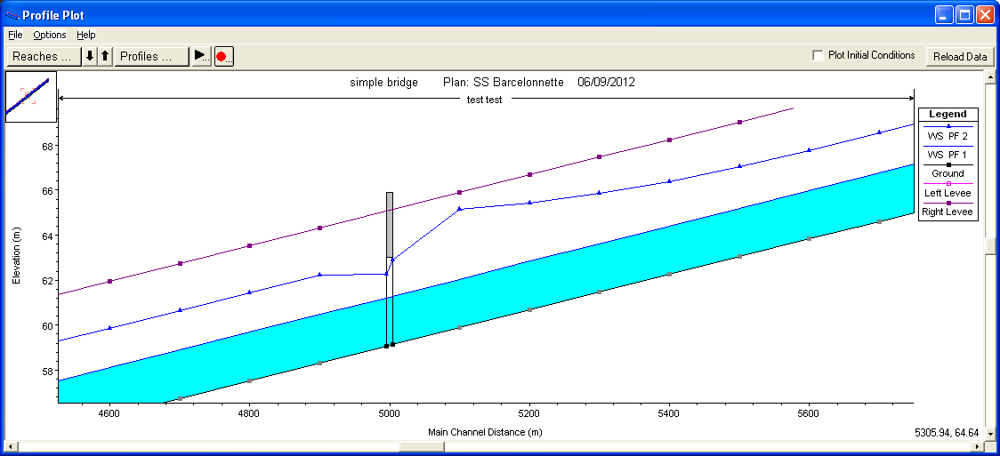 Profile Plot
File Options Help
Reaches ... Profiles ... ... ... Plot Initial Conditions Reload Data
simple bridge Plan: SS Barcelonnette 06/09/2012
test test
Legend
WS PF 2
WS PF 1
Ground
Left Levee
Right Levee
68
66
64
62
60
58
Elevation (m)
4600 4800 5000 5200 5400 5600
Main Channel Distance (m)
5305.94, 64.64